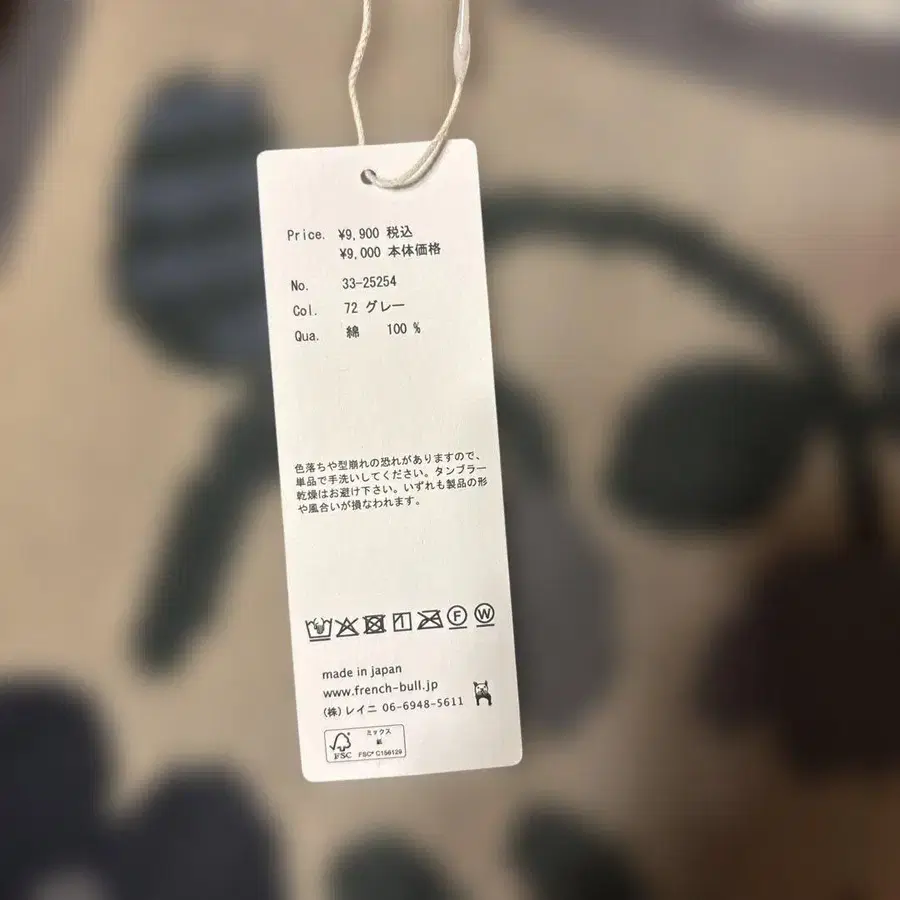 Price. ¥9,900 税込
¥9,000 本体価格
No. 33-25254
Col. 72 グレー
Qua. 綿 100 %
色落ちや型崩れの恐れがありますので、
単品で手洗いしてください。タンブラー
乾燥はお避け下さい。いずれも製品の形
や風合いが損なわれます。
F W
made in japan
www.french-bull.jp
(株)レイニ 06-6948-5611
ミックス
紙
FSC FSC® C156129